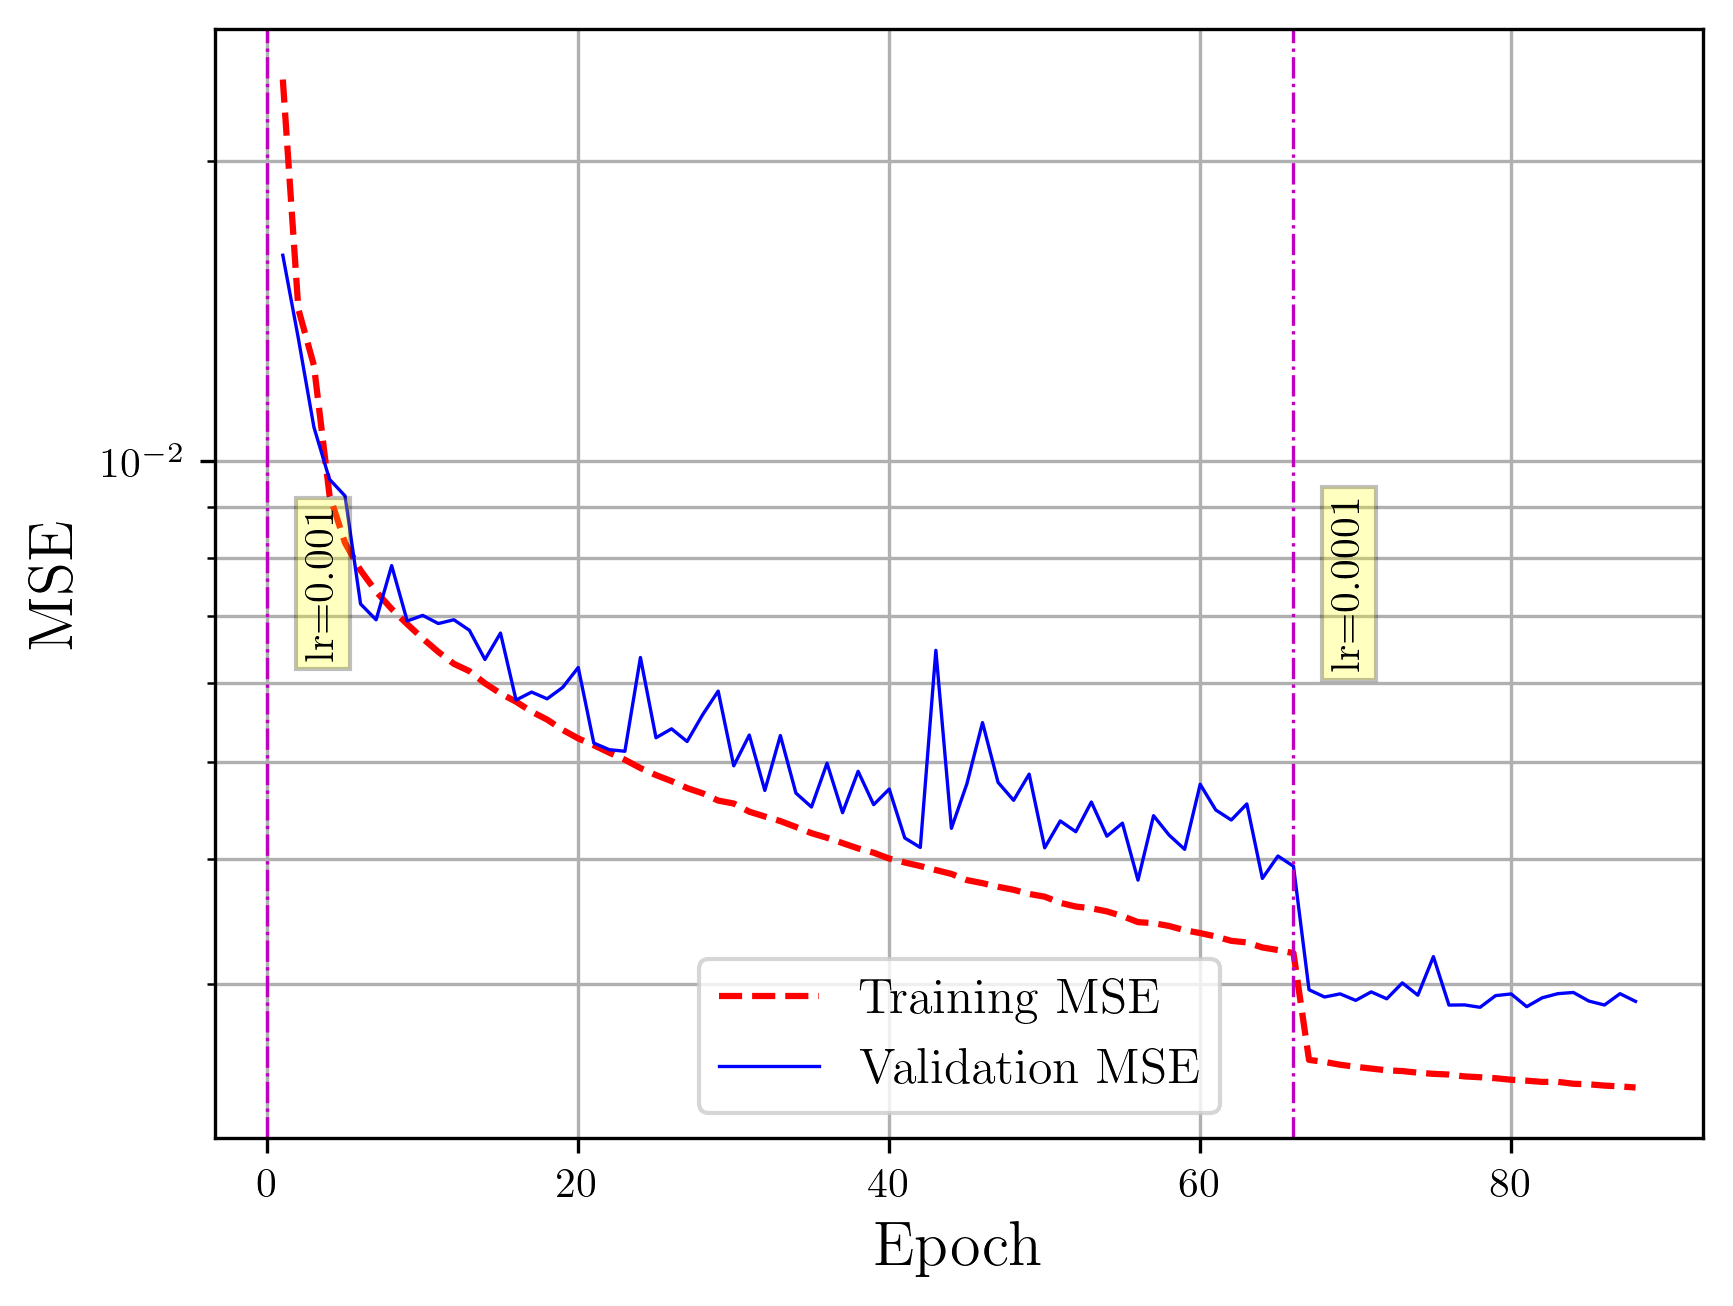 MSE
10⁻²
lr=0.001
lr=0.0001
Training MSE
Validation MSE
0 20 40 60 80
Epoch